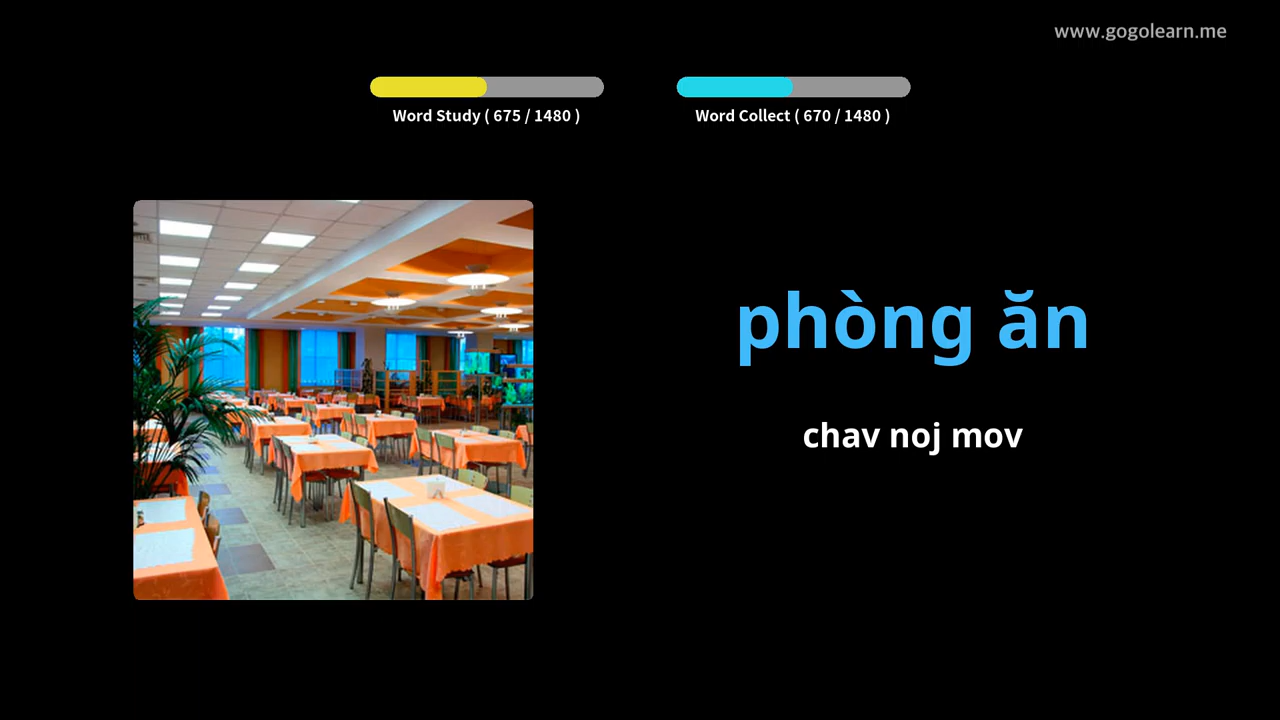 www.gogolearn.me
Word Study ( 675 / 1480 )
Word Collect ( 670 / 1480 )
phòng ăn
chav noj mov